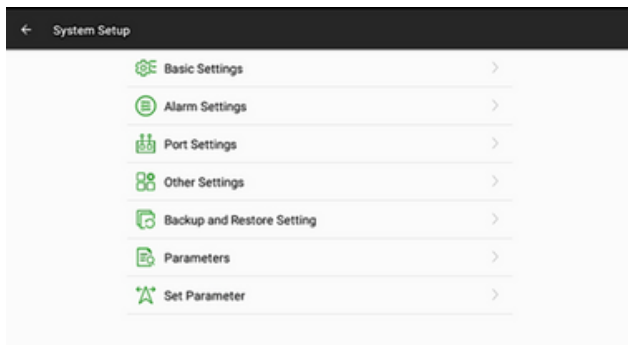 System Setup
Basic Settings
Alarm Settings
Port Settings
Other Settings
Backup and Restore Setting
Parameters
Set Parameter